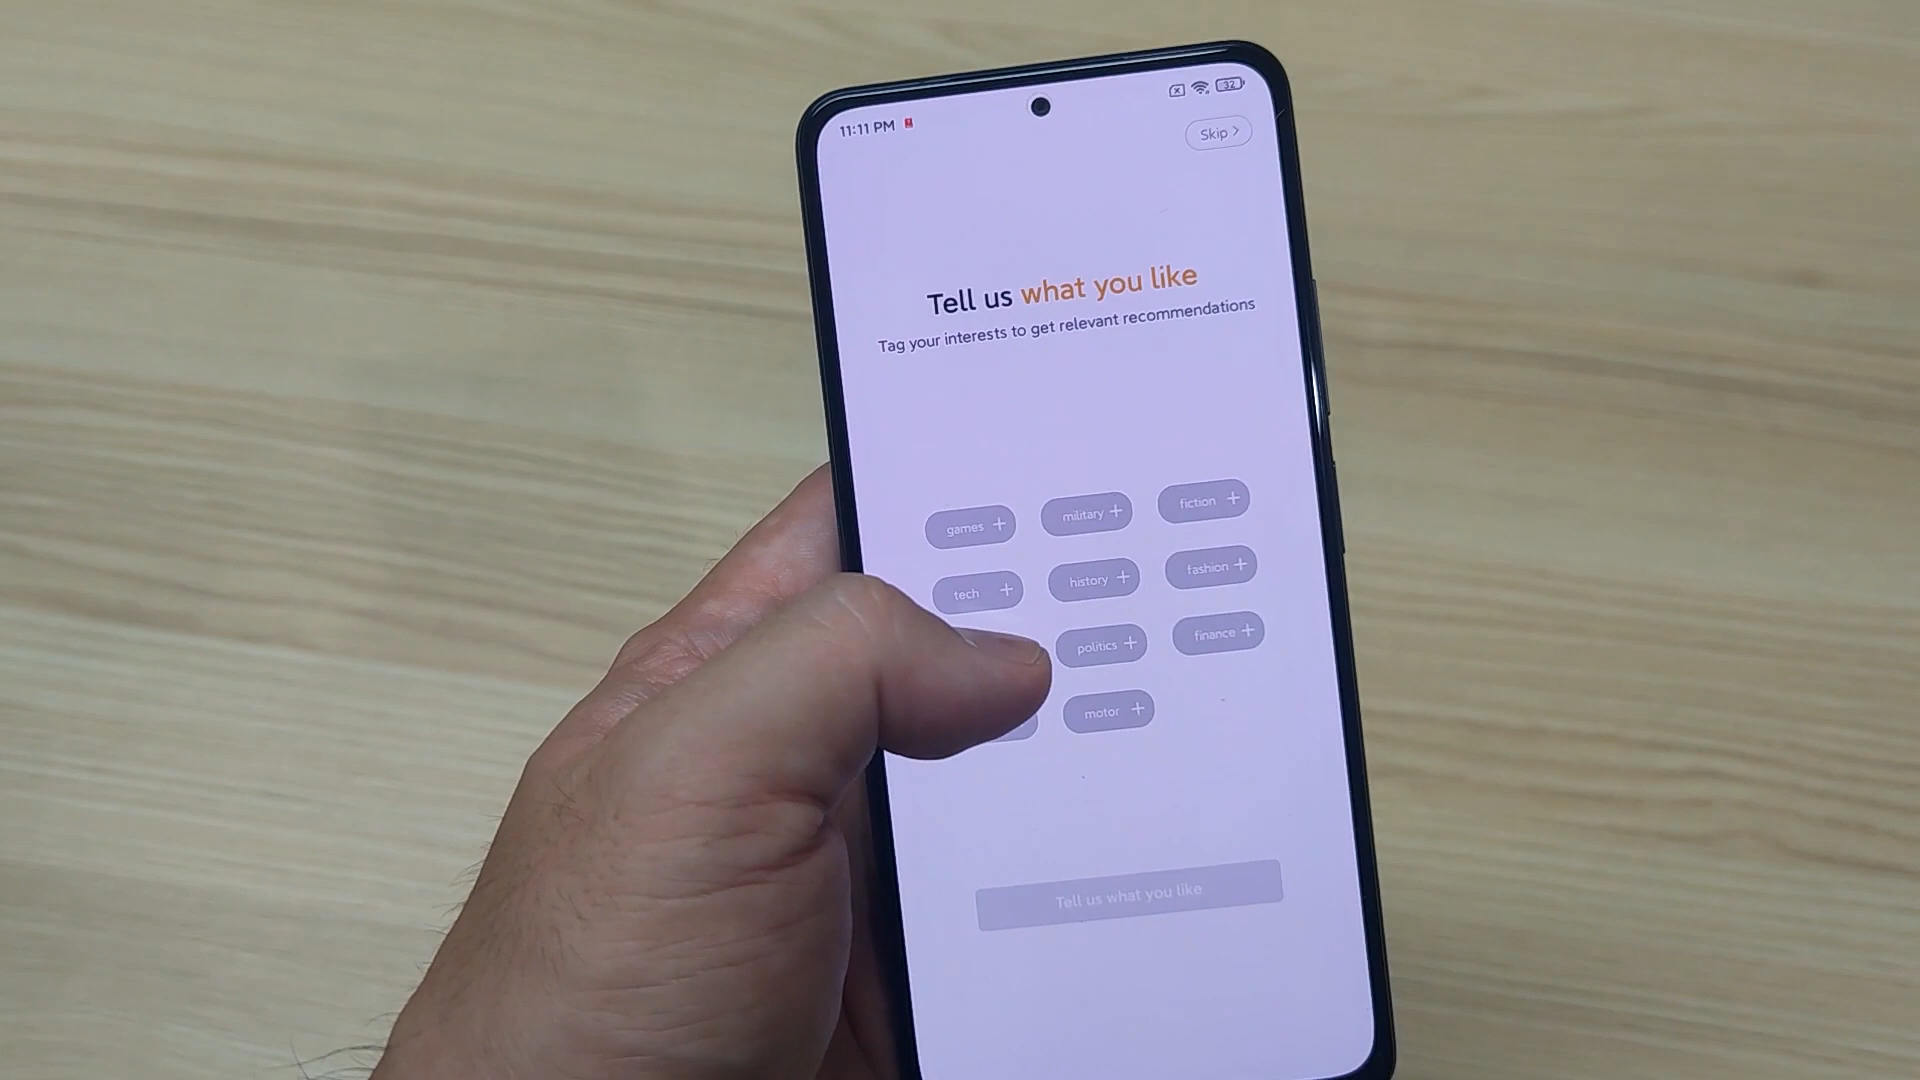 11:11 PM
32
Skip >
Tell us what you like
Tag your interests to get relevant recommendations
games +
military +
fiction +
tech +
history +
fashion +
politics +
finance +
motor +
Tell us what you like